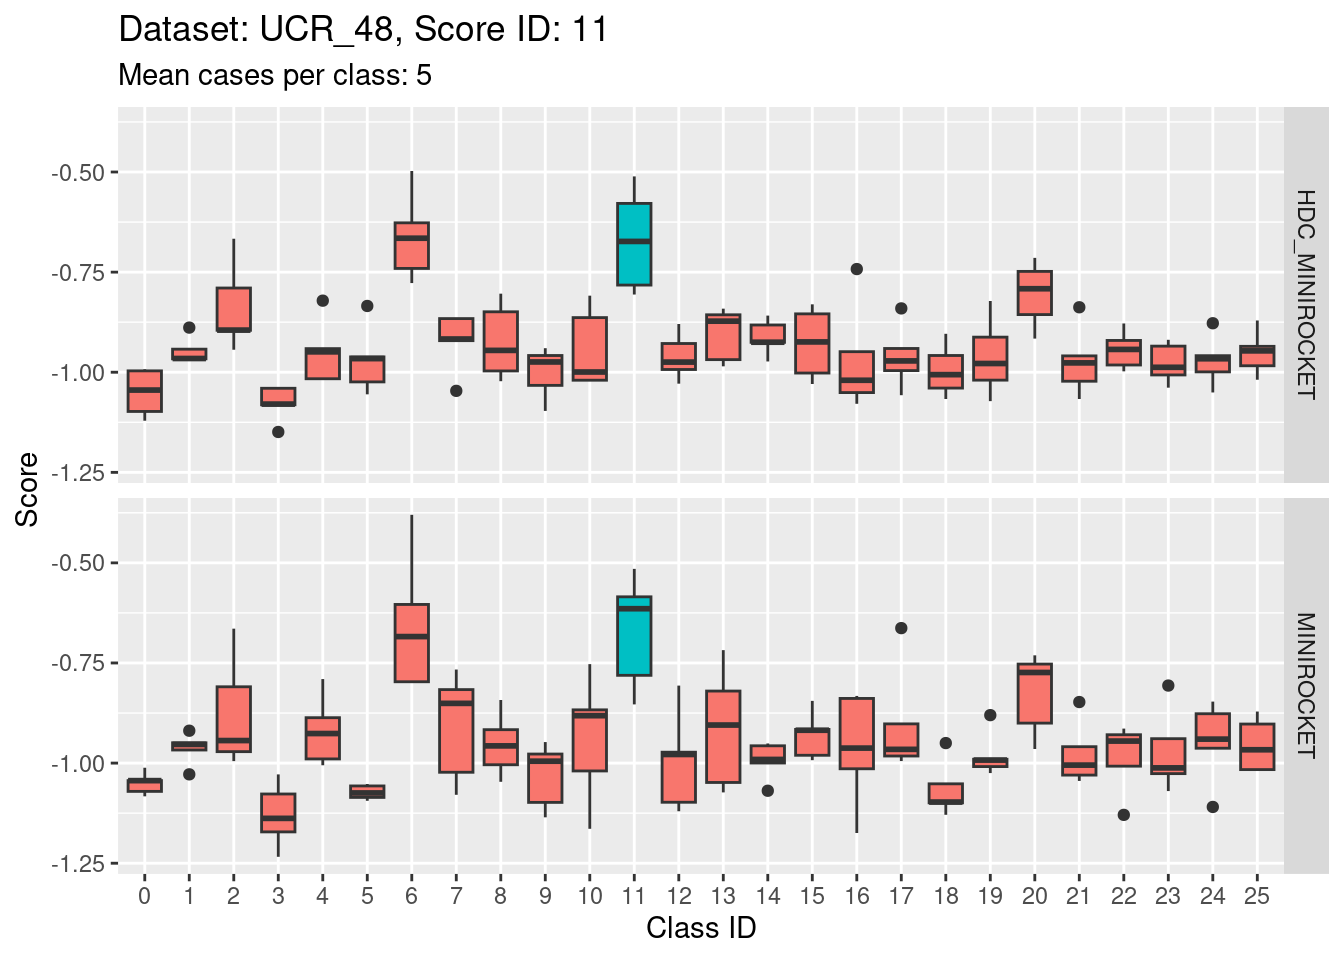 Dataset: UCR_48, Score ID: 11
Mean cases per class: 5
Score
-0.50
-0.75
-1.00
-1.25
HDC_MINIROCKET
-0.50
-0.75
-1.00
-1.25
MINIROCKET
0 1 2 3 4 5 6 7 8 9 10 11 12 13 14 15 16 17 18 19 20 21 22 23 24 25
Class ID